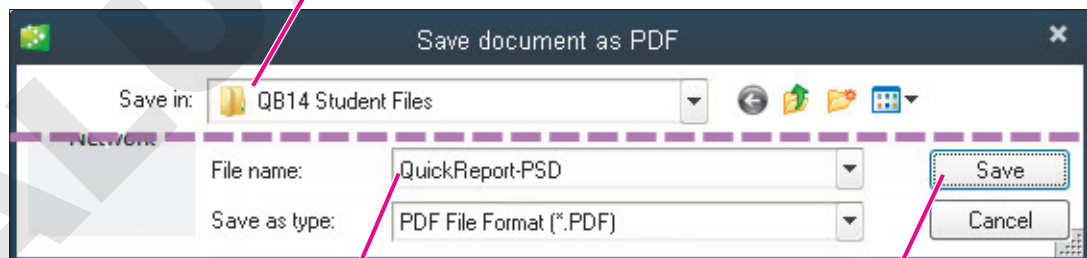 Save document as PDF
Save in: QB14 Student Files
Network
File name: QuickReport-PSD Save
Save as type: PDF File Format (*.PDF) Cancel